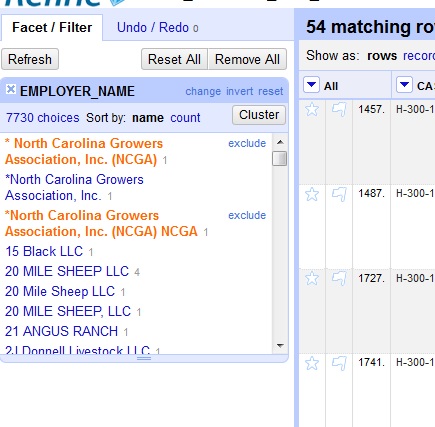 Refine
Facet / Filter Undo / Redo 0
Refresh Reset All Remove All
EMPLOYER_NAME change invert reset
7730 choices Sort by: name count Cluster
* North Carolina Growers Association, Inc. (NCGA) 1 exclude
*North Carolina Growers Association, Inc. 1
*North Carolina Growers Association, Inc. (NCGA) NCGA 1 exclude
15 Black LLC 1
20 MILE SHEEP LLC 4
20 Mile Sheep LLC 1
20 MILE SHEEP, LLC 1
21 ANGUS RANCH 1
2J Donnell Livestock LLC 1
54 matching ro
Show as: rows recor
All CA
1457. H-300-1
1487. H-300-1
1727. H-300-1
1741. H-300-1